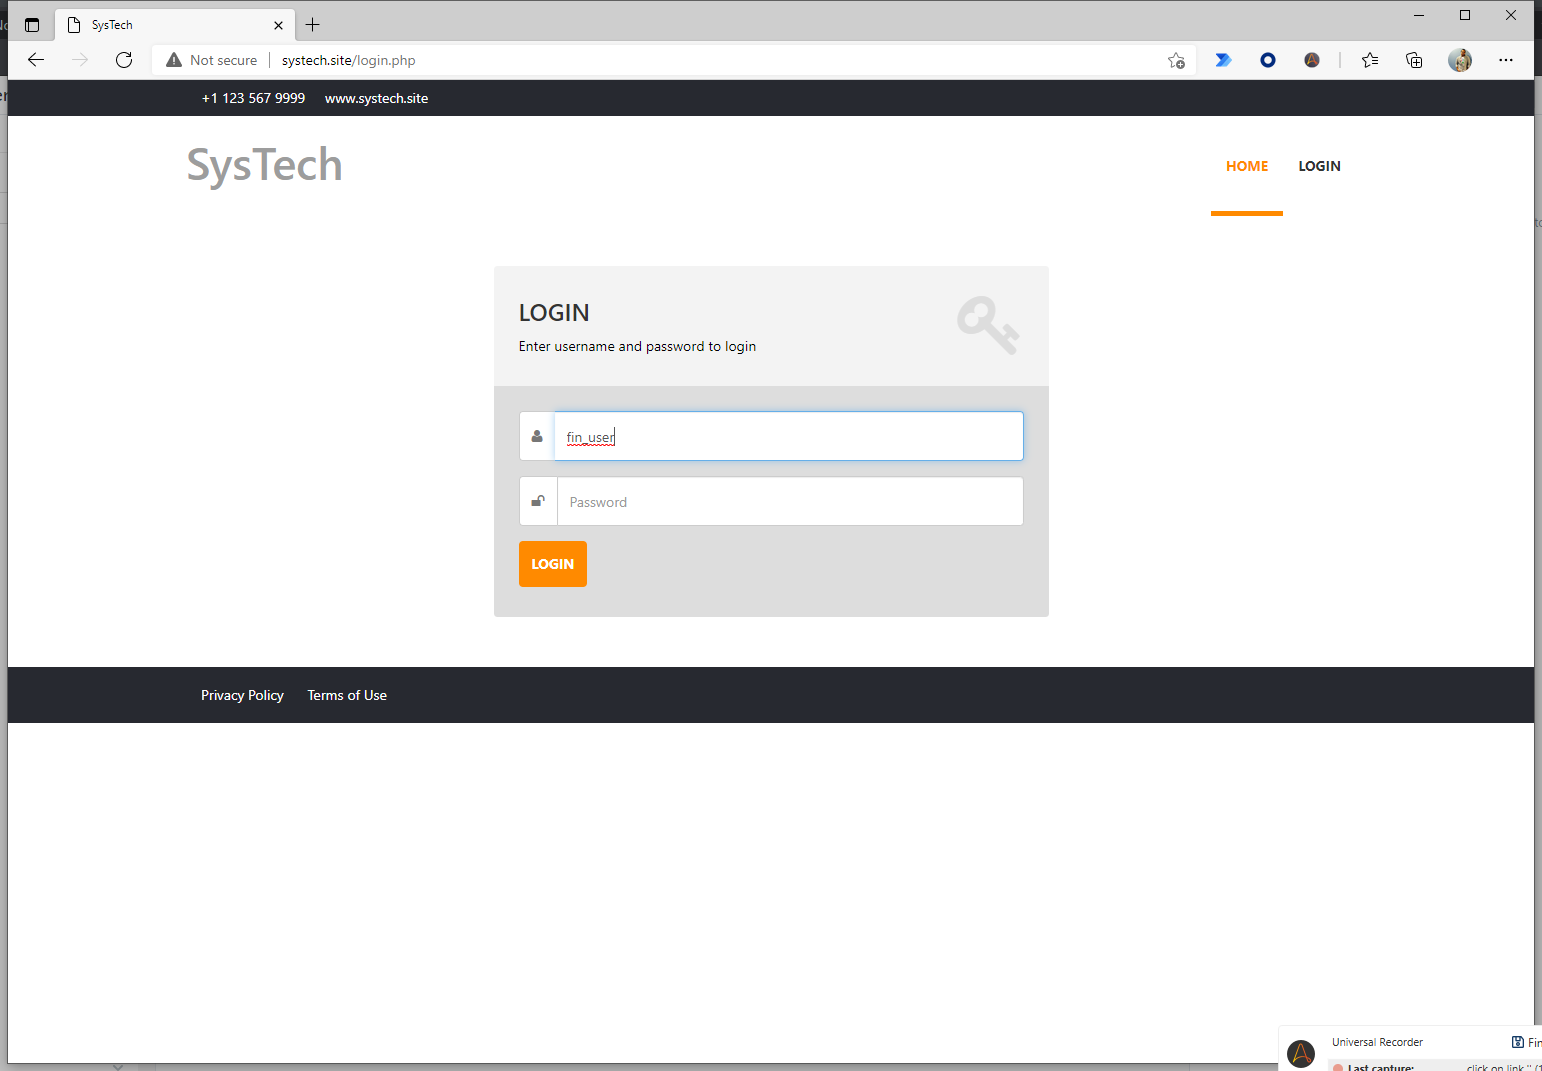 SysTech
Not secure
systech.site/login.php
+1 123 567 9999
www.systech.site
SysTech
HOME
LOGIN
LOGIN
Enter username and password to login
fin_user
Password
LOGIN
Privacy Policy
Terms of Use
Universal Recorder
Fin
Last capture:
click on link "